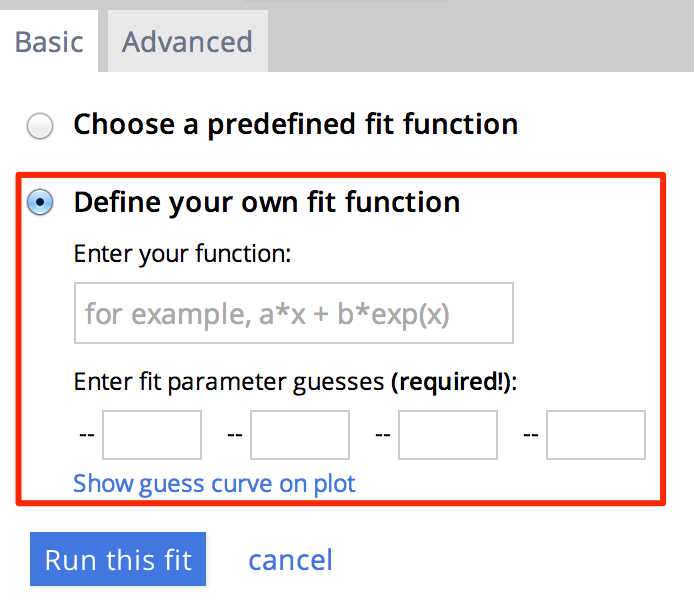 Basic Advanced
Choose a predefined fit function
Define your own fit function
Enter your function:
for example, a*x + b*exp(x)
Enter fit parameter guesses (required!):
-- -- -- --
Show guess curve on plot
Run this fit cancel